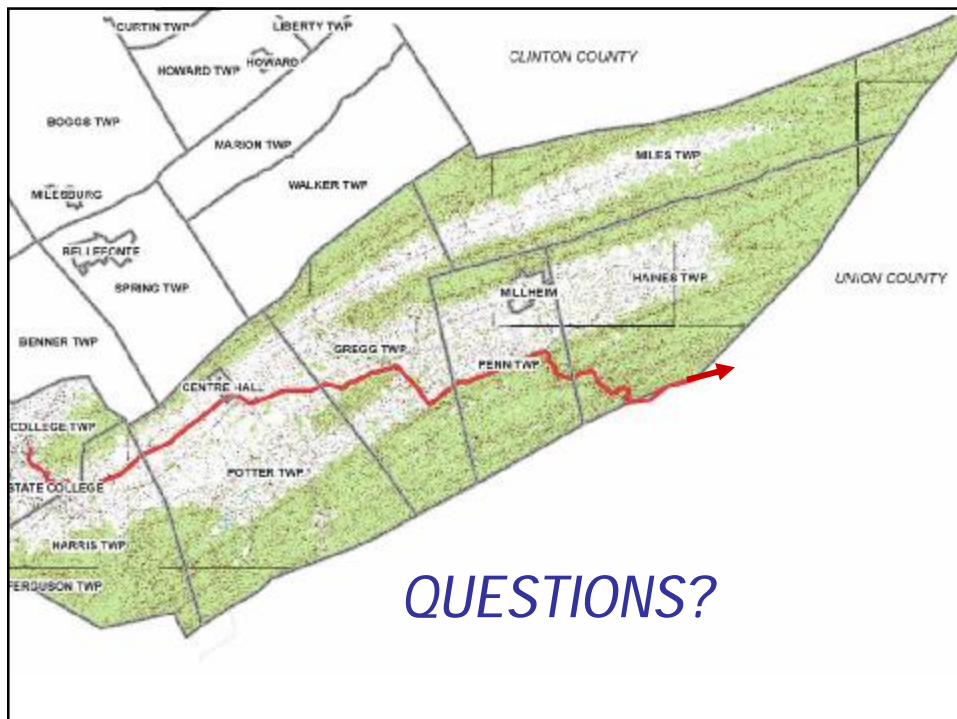 CURTIN TWP
LIBERTY TWP
HOWARD
HOWARD TWP
CLINTON COUNTY
BOGGS TWP
MARION TWP
MILES TWP
WALKER TWP
MILESBURG
BELLEFONTE
SPRING TWP
MILLHEIM
HAINES TWP
UNION COUNTY
BENNER TWP
GREGG TWP
PENN TWP
CENTRE HALL
COLLEGE TWP
POTTER TWP
STATE COLLEGE
HARRIS TWP
FERGUSON TWP
QUESTIONS?